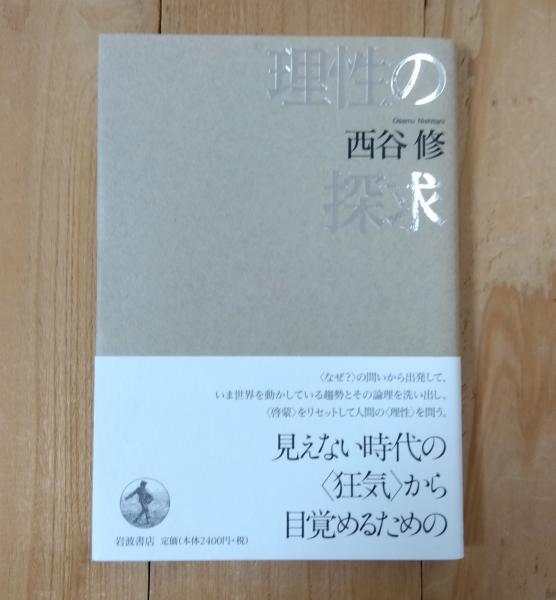 理性の
Osamu Nishitani
西谷 修
探求
〈なぜ?〉の問いから出発して、
いま世界を動かしている趨勢とその論理を洗い出し、
〈啓蒙〉をリセットして人間の〈理性〉を問う。
見えない時代の
〈狂気〉から
目覚めるための
岩波書店 定価(本体2400円+税)